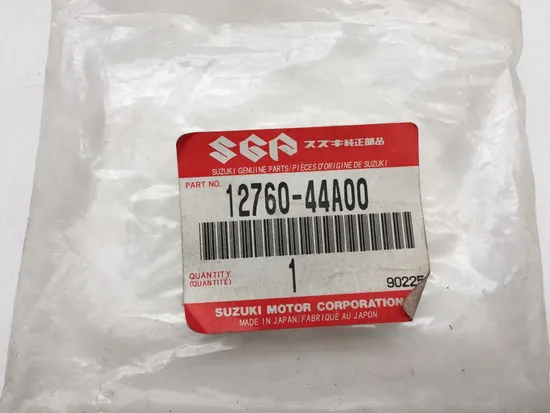 SGP スズキ純正部品
SUZUKI GENUINE PARTS/PIÈCES D'ORIGINE DE SUZUKI
PART NO. 12760-44A00
QUANTITY
(QUANTITÉ) 1 90225
SUZUKI MOTOR CORPORATION
MADE IN JAPAN/FABRIQUÉ AU JAPON